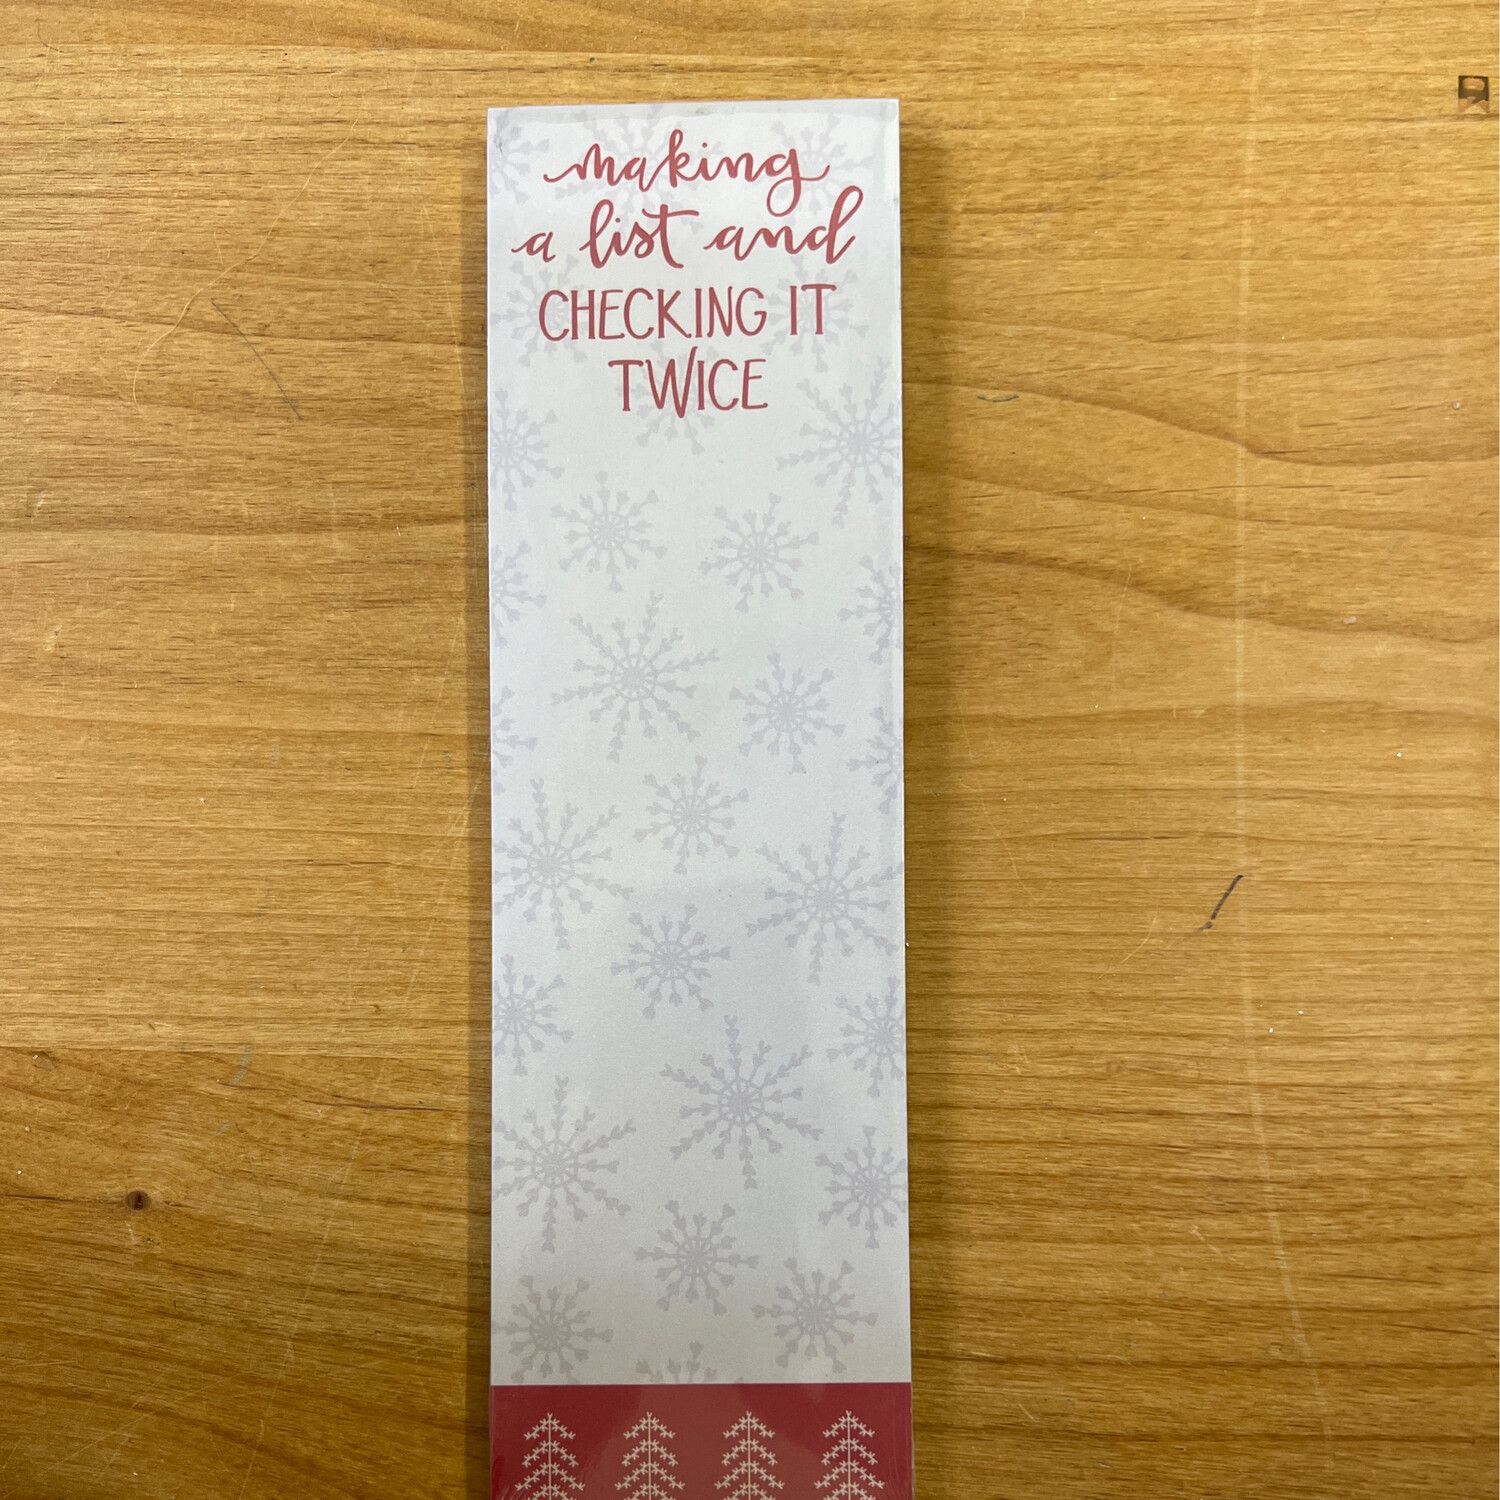 making
a list and
CHECKING IT
TWICE